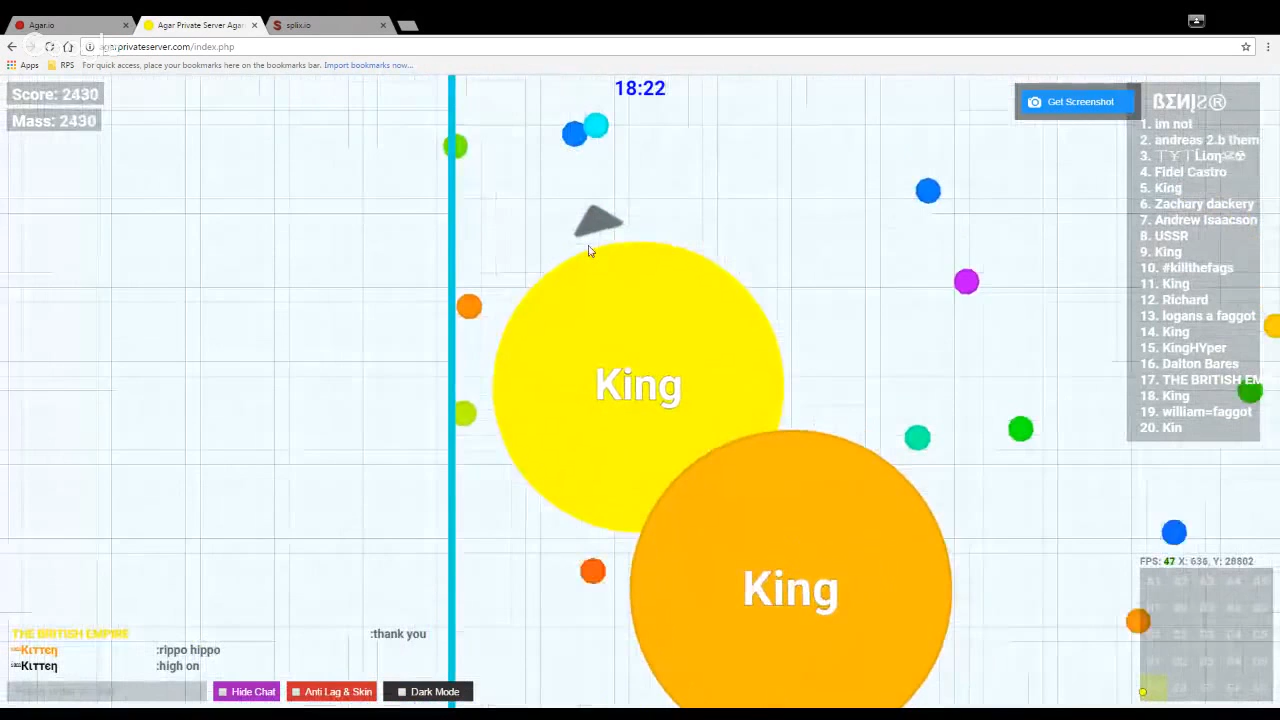 Agar.io
Agar Private Server Agar
splix.io
privateserver.com/index.php
Apps
RPS
For quick access, place your bookmarks here on the bookmarks bar. Import bookmarks now...
Score: 2430
Mass: 2430
18:22
Get Screenshot
1. im not
2. andreas 2.b them
4. Fidel Castro
5. King
6. Zachary dackery
7. Andrew Isaacson
8. USSR
9. King
10. #killthefags
11. King
12. Richard
13. logans a faggot
14. King
15. KingHYper
16. Dalton Bares
17. THE BRITISH EM
18. King
19. william=faggot
20. Kin
King
King
FPS: 47 X: 636, Y: 28802
THE BRITISH EMPIRE :thank you
Kιττεη :rippo hippo
Kιττεη :high on
Hide Chat
Anti Lag & Skin
Dark Mode